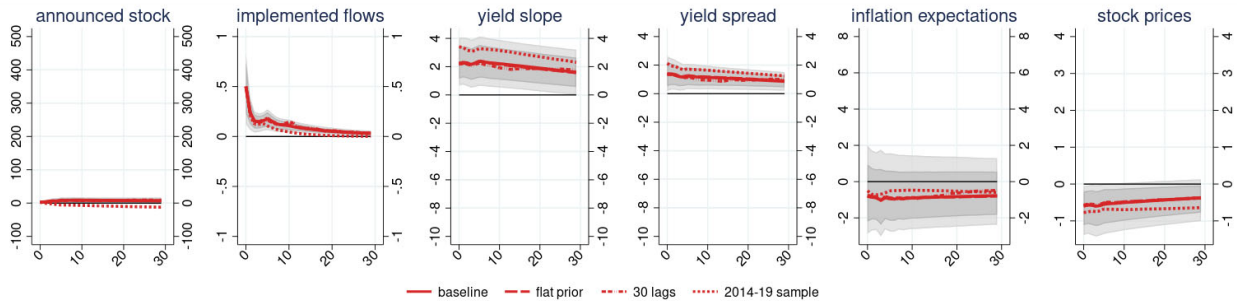 announced stock
implemented flows
yield slope
yield spread
inflation expectations
stock prices
-100 0 100 200 300 400 500
-100 0 100 200 300 400 500
0 10 20 30
-1 -.5 0 .5 1
-1 -.5 0 .5 1
0 10 20 30
-10 -8 -6 -4 -2 0 2 4
-10 -8 -6 -4 -2 0 2 4
0 10 20 30
-10 -8 -6 -4 -2 0 2 4
-10 -8 -6 -4 -2 0 2 4
0 10 20 30
-2 0 2 4 6 8
-2 0 2 4 6 8
0 10 20 30
-1 0 1 2 3 4
-1 0 1 2 3 4
0 10 20 30
baseline flat prior 30 lags 2014-19 sample